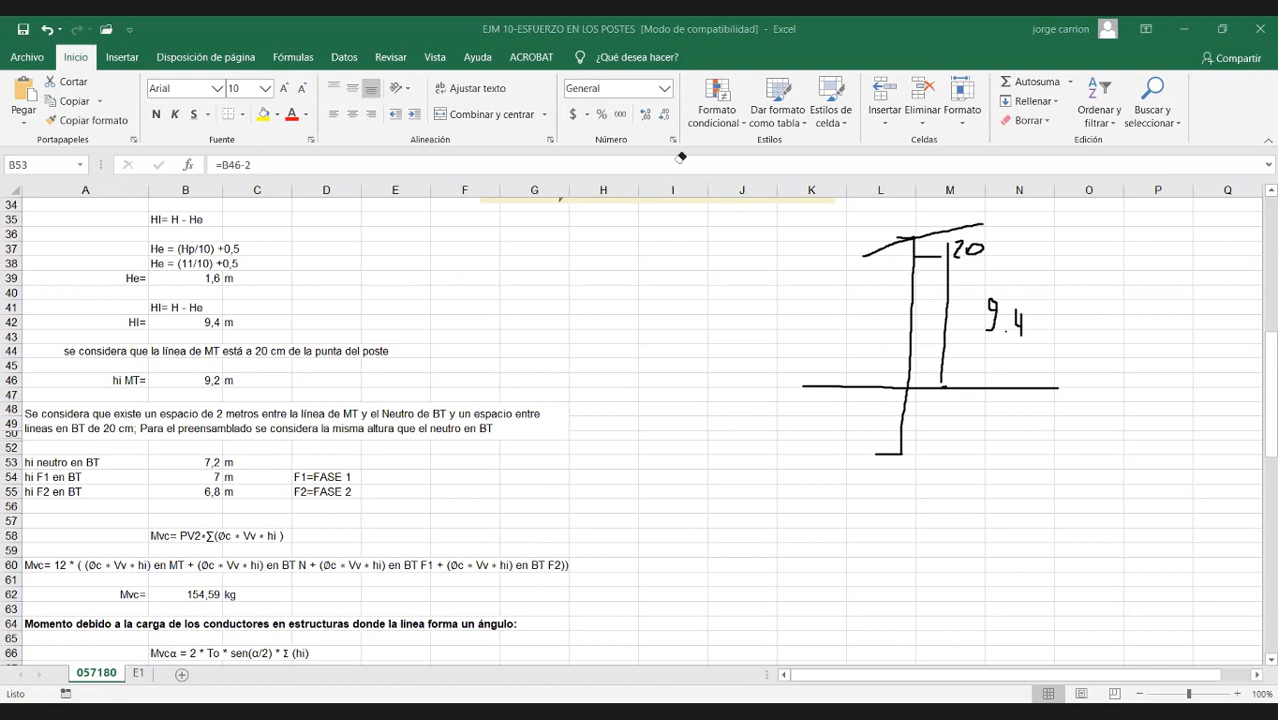 EJM 10-ESFUERZO EN LOS POSTES [Modo de compatibilidad] - Excel
jorge carrion
Archivo Inicio Insertar Disposición de página Fórmulas Datos Revisar Vista Ayuda ACROBAT ¿Qué desea hacer? Compartir
Pegar
Cortar
Copiar
Copiar formato
Portapapeles
Arial 10
N K S
Fuente
Ajustar texto
Combinar y centrar
Alineación
General
$ % 000
Número
Formato condicional
Dar formato como tabla
Estilos de celda
Estilos
Insertar Eliminar Formato
Celdas
Autosuma
Rellenar
Borrar
Ordenar y filtrar
Buscar y seleccionar
B53 fx =B46-2
A B C D E F G H I J K L M N O P Q
34
35 Hl= H - He
36
37 He = (Hp/10) +0,5
38 He = (11/10) +0,5
39 He= 1,6 m
40
41 Hl= H - He
42 Hl= 9,4 m
43
44 se considera que la línea de MT está a 20 cm de la punta del poste
45
46 hi MT= 9,2 m
47
48 Se considera que existe un espacio de 2 metros entre la línea de MT y el Neutro de BT y un espacio entre
49 lineas en BT de 20 cm; Para el preensamblado se considera la misma altura que el neutro en BT
50
52
53 hi neutro en BT 7,2 m
54 hi F1 en BT 7 m F1=FASE 1
55 hi F2 en BT 6,8 m F2=FASE 2
56
57
58 Mvc= PV2*∑(Øc * Vv * hi )
59
60 Mvc= 12 * ( (Øc * Vv * hi) en MT + (Øc * Vv * hi) en BT N + (Øc * Vv * hi) en BT F1 + (Øc * Vv * hi) en BT F2))
61
62 Mvc= 154,59 kg
63
64 Momento debido a la carga de los conductores en estructuras donde la linea forma un ángulo:
65
66 Mvcα = 2 * To * sen(α/2) * Σ (hi)
20
9.4
057180 E1
Listo
100%